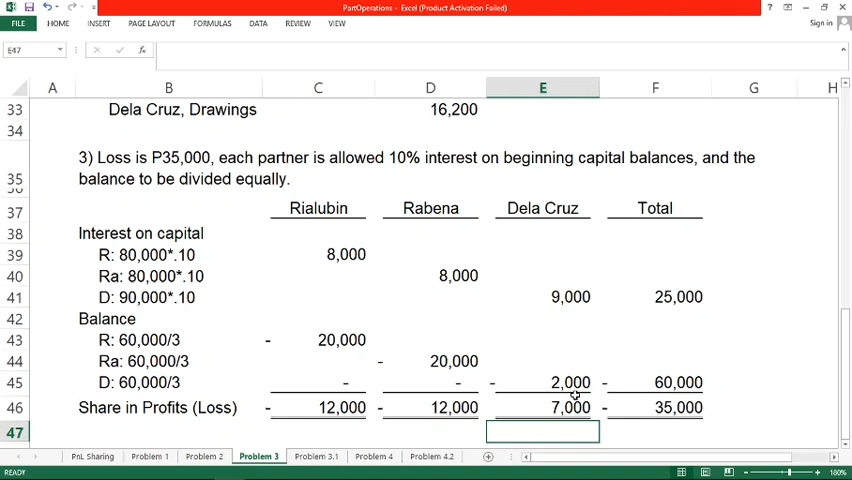 PartOperations - Excel (Product Activation Failed)
? Sign in
FILE HOME INSERT PAGE LAYOUT FORMULAS DATA REVIEW VIEW
E47 fx
A B C D E F G H
33 Dela Cruz, Drawings 16,200
34
3) Loss is P35,000, each partner is allowed 10% interest on beginning capital balances, and the
35 balance to be divided equally.
37 Rialubin Rabena Dela Cruz Total
38 Interest on capital
39 R: 80,000*.10 8,000
40 Ra: 80,000*.10 8,000
41 D: 90,000*.10 9,000 25,000
42 Balance
43 R: 60,000/3 - 20,000
44 Ra: 60,000/3 - 20,000
45 D: 60,000/3 - - - 2,000 - 60,000
46 Share in Profits (Loss) - 12,000 - 12,000 7,000 - 35,000
47
PnL Sharing Problem 1 Problem 2 Problem 3 Problem 3.1 Problem 4 Problem 4.2
READY 180%